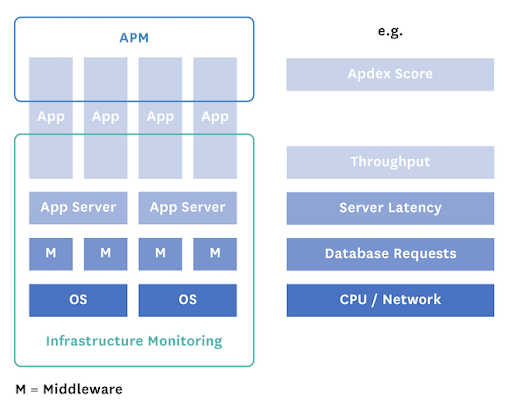 APM
e.g.
Apdex Score
App App App App
Throughput
App Server App Server
Server Latency
M M M M
Database Requests
OS OS
CPU / Network
Infrastructure Monitoring
M = Middleware